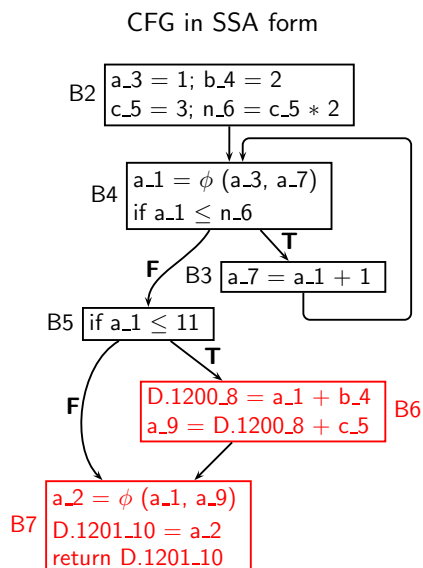 CFG in SSA form
B2
a_3 = 1; b_4 = 2
c_5 = 3; n_6 = c_5 * 2
B4
a_1 = ϕ (a_3, a_7)
if a_1 ≤ n_6
F
T
B3
a_7 = a_1 + 1
B5
if a_1 ≤ 11
F
T
D.1200_8 = a_1 + b_4
a_9 = D.1200_8 + c_5
B6
B7
a_2 = ϕ (a_1, a_9)
D.1201_10 = a_2
return D.1201_10